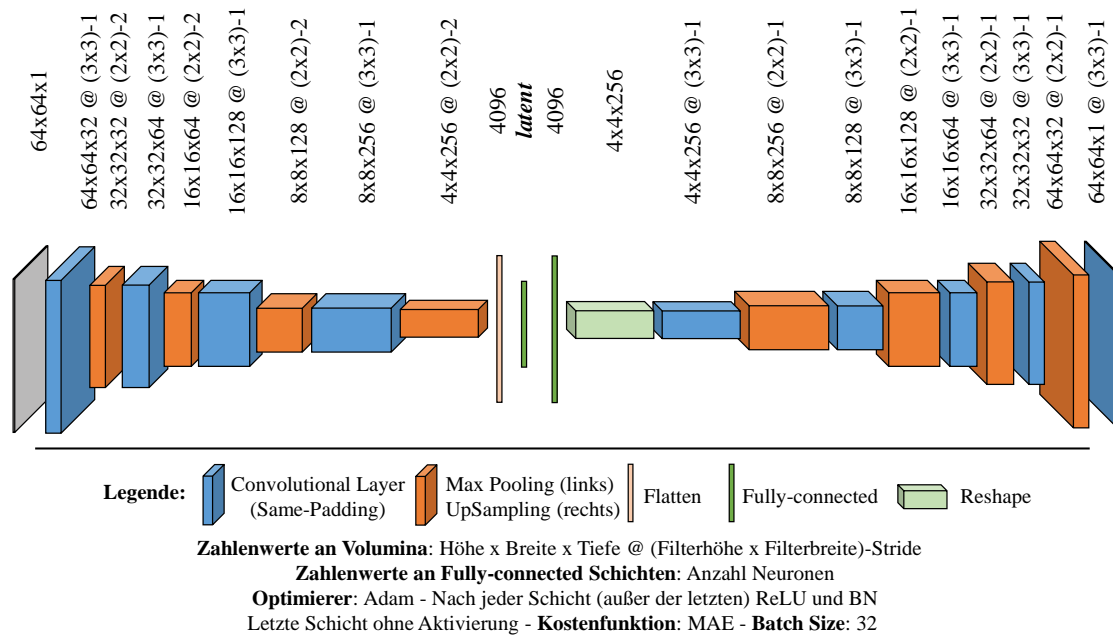 64x64x1
64x64x32 @ (3x3)-1
32x32x32 @ (2x2)-2
32x32x64 @ (3x3)-1
16x16x64 @ (2x2)-2
16x16x128 @ (3x3)-1
8x8x128 @ (2x2)-2
8x8x256 @ (3x3)-1
4x4x256 @ (2x2)-2
4096
latent
4096
4x4x256
4x4x256 @ (3x3)-1
8x8x256 @ (2x2)-1
8x8x128 @ (3x3)-1
16x16x128 @ (2x2)-1
16x16x64 @ (3x3)-1
32x32x64 @ (2x2)-1
32x32x32 @ (3x3)-1
64x64x32 @ (2x2)-1
64x64x1 @ (3x3)-1
Legende:
Convolutional Layer
(Same-Padding)
Max Pooling (links)
UpSampling (rechts)
Flatten
Fully-connected
Reshape
Zahlenwerte an Volumina: Höhe x Breite x Tiefe @ (Filterhöhe x Filterbreite)-Stride
Zahlenwerte an Fully-connected Schichten: Anzahl Neuronen
Optimierer: Adam - Nach jeder Schicht (außer der letzten) ReLU und BN
Letzte Schicht ohne Aktivierung - Kostenfunktion: MAE - Batch Size: 32